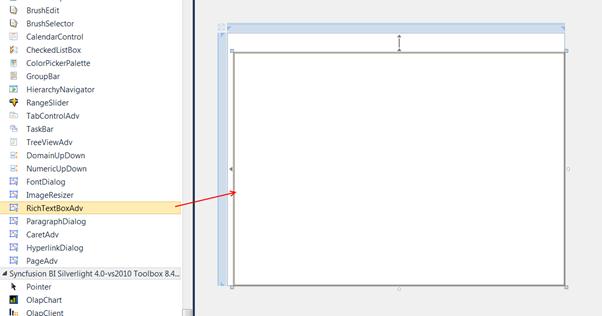 BrushEdit
BrushSelector
CalendarControl
CheckedListBox
ColorPickerPalette
GroupBar
HierarchyNavigator
RangeSlider
TabControlAdv
TaskBar
TreeViewAdv
DomainUpDown
NumericUpDown
FontDialog
ImageResizer
RichTextBoxAdv
ParagraphDialog
CaretAdv
HyperlinkDialog
PageAdv
Syncfusion BI Silverlight 4.0-vs2010 Toolbox 8.4...
Pointer
OlapChart
OlapClient